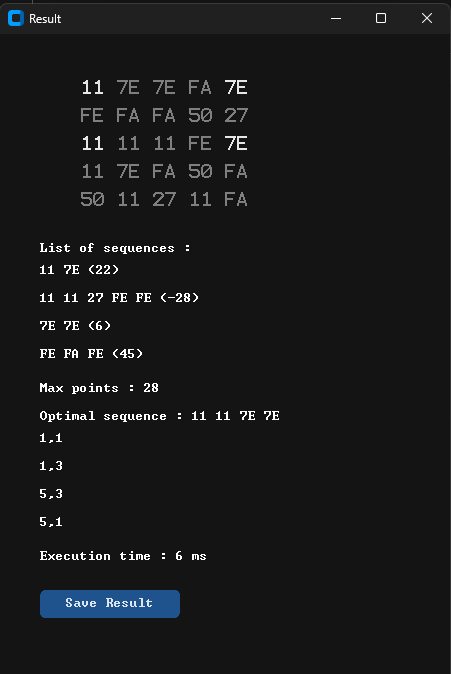 Result
11 7E 7E FA 7E
FE FA FA 50 27
11 11 11 FE 7E
11 7E FA 50 FA
50 11 27 11 FA
List of sequences :
11 7E (22)
11 11 27 FE FE (-28)
7E 7E (6)
FE FA FE (45)
Max points : 28
Optimal sequence : 11 11 7E 7E
1,1
1,3
5,3
5,1
Execution time : 6 ms
Save Result